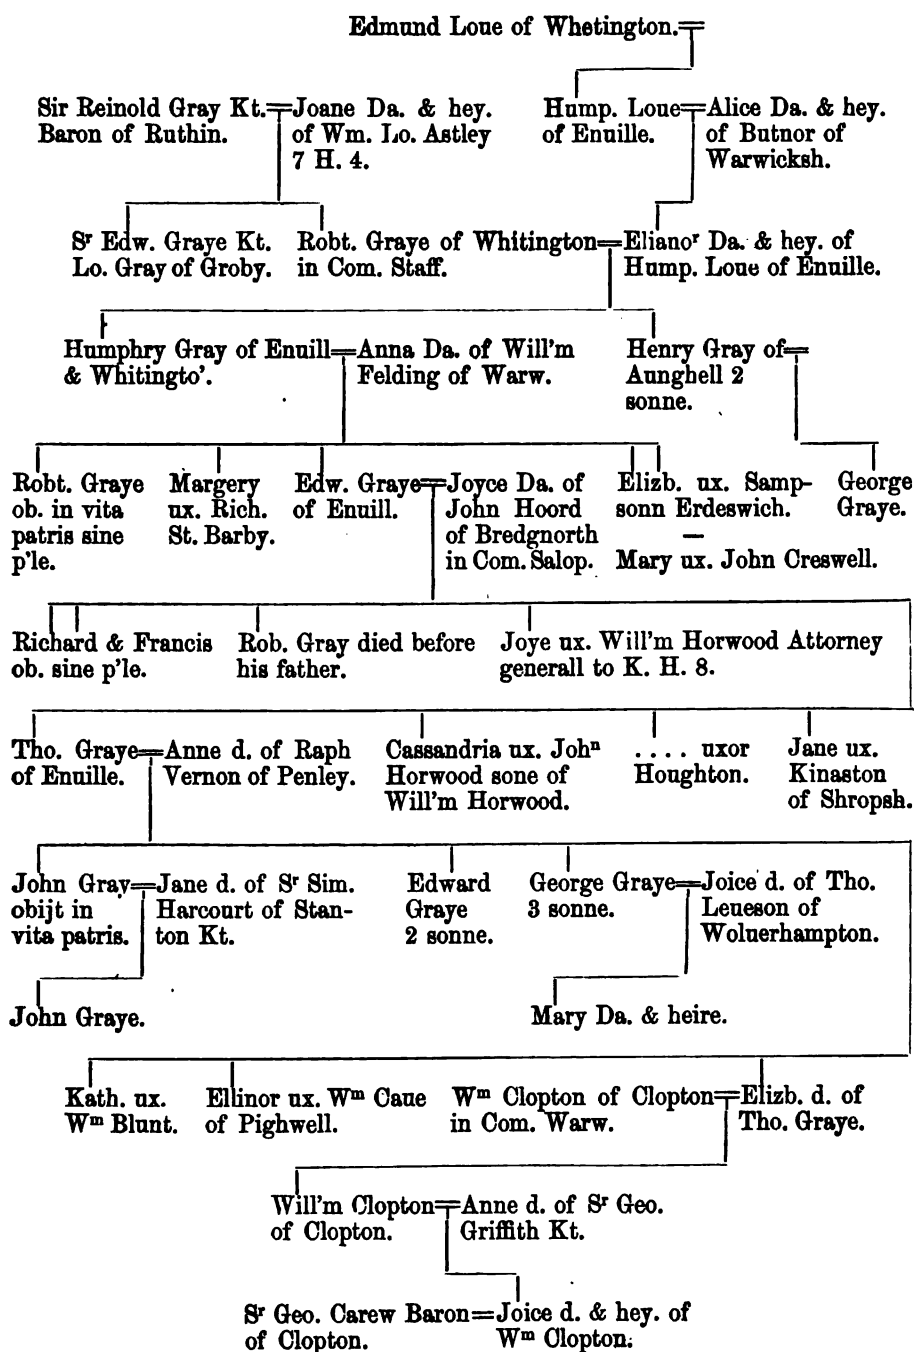 Edmund Loue of Whetington.
Sir Reinold Gray Kt.
Baron of Ruthin.
Joane Da. & hey.
of Wm. Lo. Astley
7 H. 4.
Hump. Loue
of Enuille.
Alice Da. & hey.
of Butnor of
Warwicksh.
Sr Edw. Graye Kt.
Lo. Gray of Groby.
Robt. Graye of Whitington
in Com. Staff.
Elianor Da. & hey. of
Hump. Loue of Enuille.
Humphry Gray of Enuill
& Whitingto'.
Anna Da. of Will'm
Felding of Warw.
Henry Gray of
Aunghell 2
sonne.
Robt. Graye
ob. in vita
patris sine
p'le.
Margery
ux. Rich.
St. Barby.
Edw. Graye
of Enuill.
Joyce Da. of
John Hoord
of Bredgnorth
in Com. Salop.
Elizb. ux. Samp-
sonn Erdeswich.
—
Mary ux. John Creswell.
George
Graye.
Richard & Francis
ob. sine p'le.
Rob. Gray died before
his father.
Joye ux. Will'm Horwood Attorney
generall to K. H. 8.
Tho. Graye
of Enuille.
Anne d. of Raph
Vernon of Penley.
Cassandria ux. John
Horwood sone of
Will'm Horwood.
.... uxor
Houghton.
Jane ux.
Kinaston
of Shropsh.
John Gray
obijt in
vita patris.
Jane d. of Sr Sim.
Harcourt of Stan-
ton Kt.
Edward
Graye
2 sonne.
George Graye
3 sonne.
Joice d. of Tho.
Leueson of
Woluerhampton.
John Graye.
Mary Da. & heire.
Kath. ux.
Wm Blunt.
Ellinor ux. Wm Caue
of Pighwell.
Wm Clopton of Clopton
in Com. Warw.
Elizb. d. of
Tho. Graye.
Will'm Clopton
of Clopton.
Anne d. of Sr Geo.
Griffith Kt.
Sr Geo. Carew Baron
of Clopton.
Joice d. & hey. of
Wm Clopton.